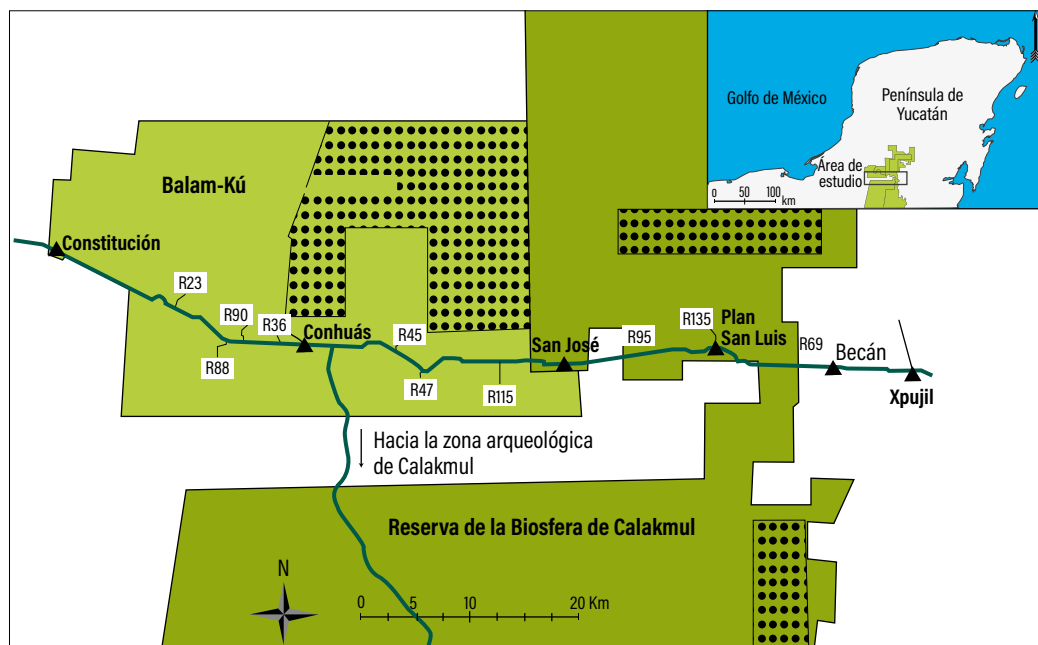 Golfo de México
Península de
Yucatán
Área de
estudio
0 50 100
km
Balam-Kú
Constitución
R23
R90
R36
Conhuás
R88
R45
R47
R115
San José
R95
R135
Plan
San Luis
R69
Becán
Xpujil
Hacia la zona arqueológica
de Calakmul
Reserva de la Biosfera de Calakmul
N
0 5 10 20 Km